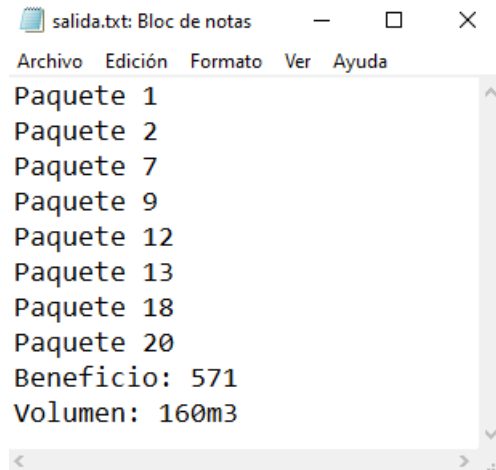 salida.txt: Bloc de notas
Archivo Edición Formato Ver Ayuda
Paquete 1
Paquete 2
Paquete 7
Paquete 9
Paquete 12
Paquete 13
Paquete 18
Paquete 20
Beneficio: 571
Volumen: 160m3